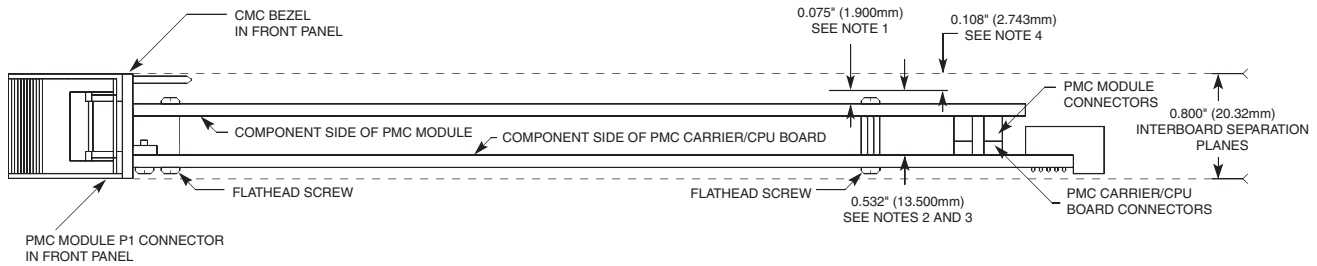 CMC BEZEL
IN FRONT PANEL
0.075" (1.900mm)
SEE NOTE 1
0.108" (2.743mm)
SEE NOTE 4
PMC MODULE
CONNECTORS
0.800" (20.32mm)
INTERBOARD SEPARATION
PLANES
COMPONENT SIDE OF PMC MODULE
COMPONENT SIDE OF PMC CARRIER/CPU BOARD
FLATHEAD SCREW
FLATHEAD SCREW
0.532" (13.500mm)
SEE NOTES 2 AND 3
PMC CARRIER/CPU
BOARD CONNECTORS
PMC MODULE P1 CONNECTOR
IN FRONT PANEL